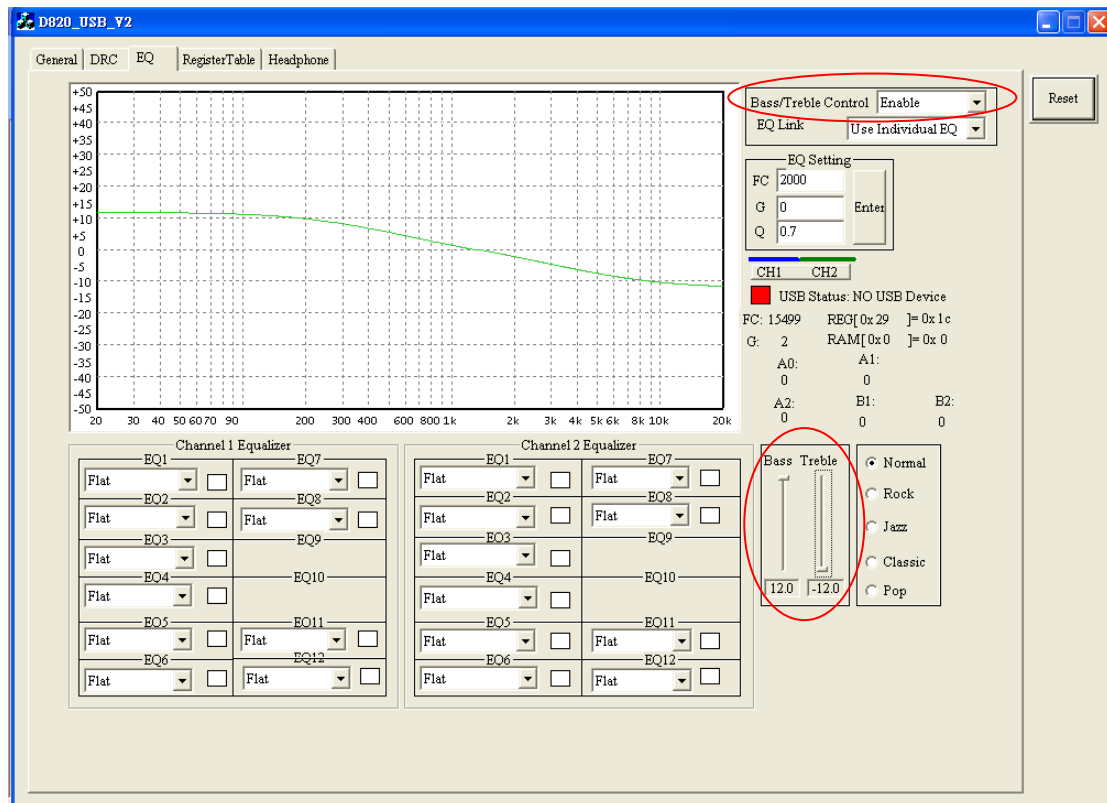 D820_USB_V2
General DRC EQ RegisterTable Headphone
Reset
+50
+45
+40
+35
+30
+25
+20
+15
+10
+5
0
-5
-10
-15
-20
-25
-30
-35
-40
-45
-50
20 30 40 50 60 70 90 200 300 400 600 800 1k 2k 3k 4k 5k 6k 8k 10k 20k
Bass/Treble Control Enable
EQ Link Use Individual EQ
EQ Setting
FC 2000
G 0
Q 0.7
Enter
CH1 CH2
USB Status: NO USB Device
FC: 15499 REG[ 0x 29 ]= 0x 1c
G: 2 RAM[ 0x 0 ]= 0x 0
A0: A1:
0 0
A2: B1: B2:
0 0 0
Channel 1 Equalizer
EQ1 EQ7
Flat Flat
EQ2 EQ8
Flat Flat
EQ3 EQ9
Flat
EQ4 EQ10
Flat
EQ5 EQ11
Flat Flat
EQ6 EQ12
Flat Flat
Channel 2 Equalizer
EQ1 EQ7
Flat Flat
EQ2 EQ8
Flat Flat
EQ3 EQ9
Flat
EQ4 EQ10
Flat
EQ5 EQ11
Flat Flat
EQ6 EQ12
Flat Flat
Bass Treble
12.0 -12.0
Normal
Rock
Jazz
Classic
Pop